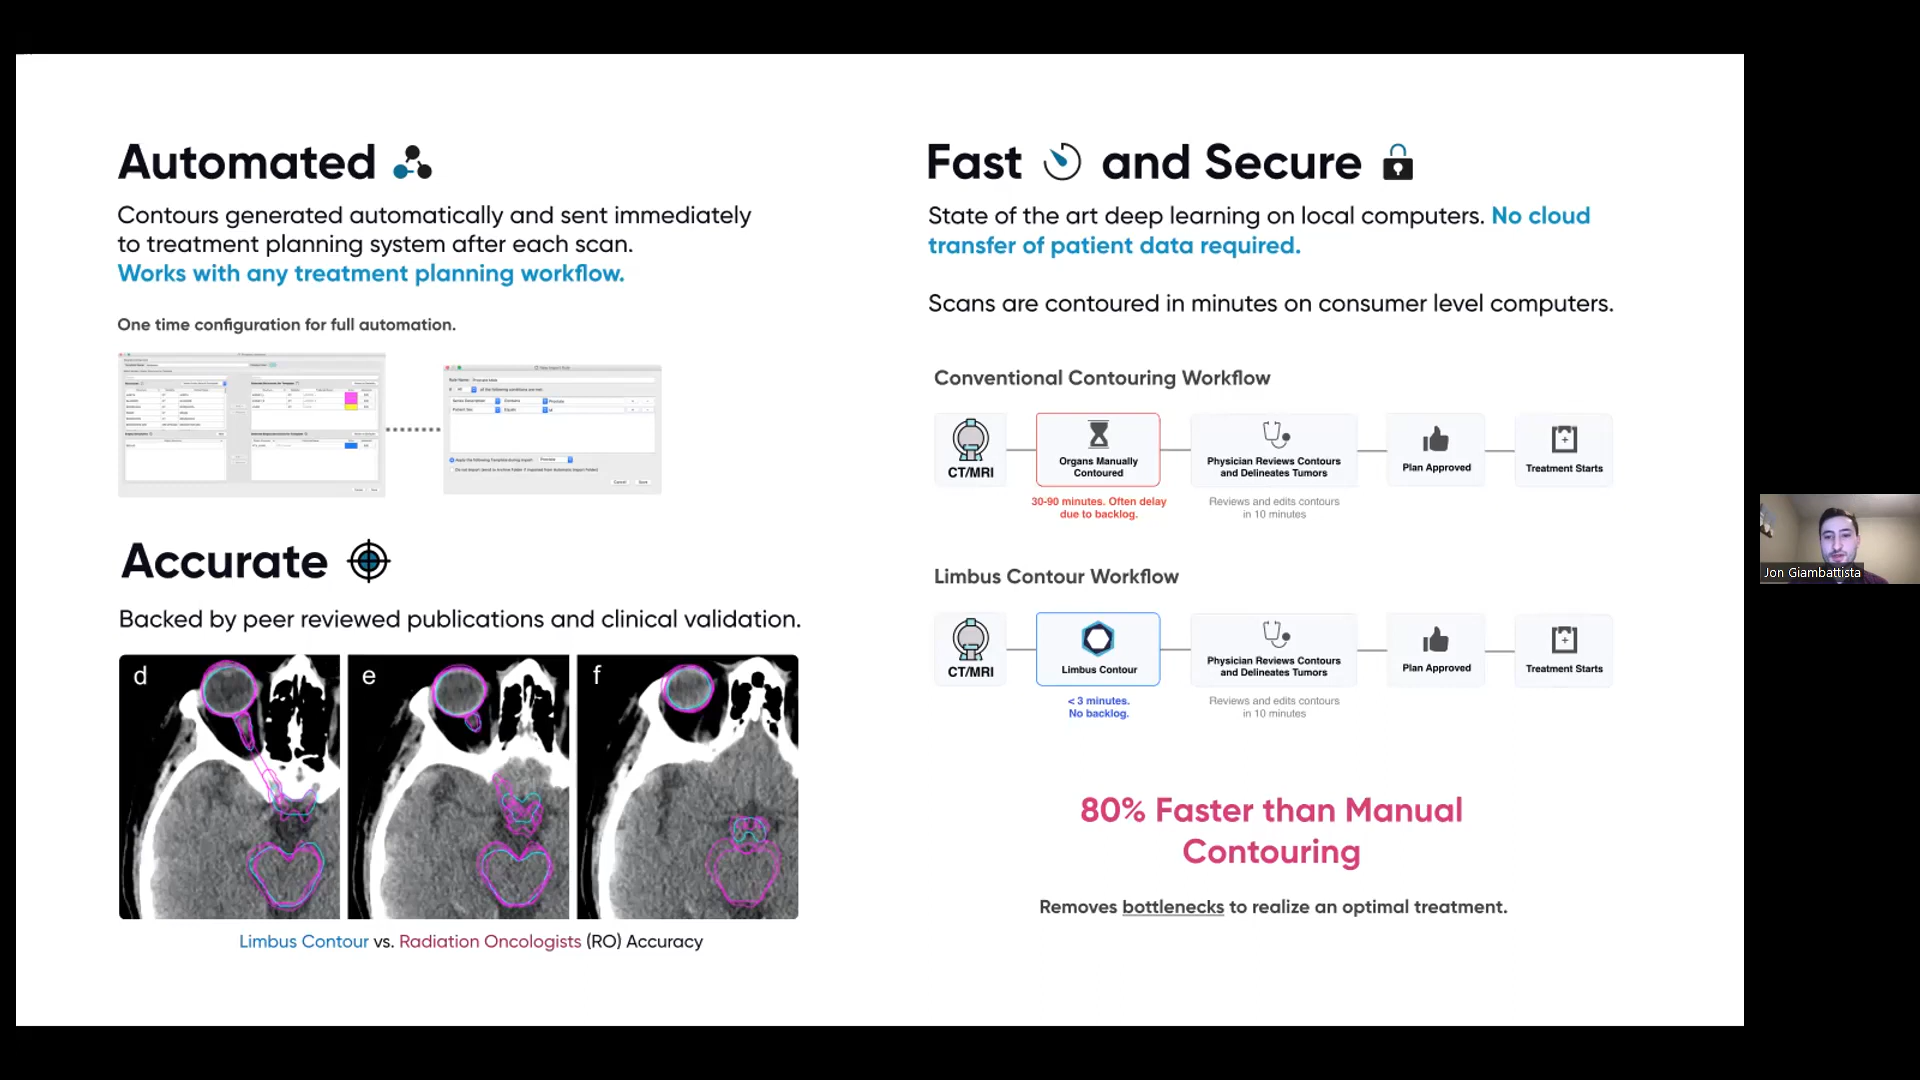 Automated
Contours generated automatically and sent immediately
to treatment planning system after each scan.
Works with any treatment planning workflow.
One time configuration for full automation.
Accurate
Backed by peer reviewed publications and clinical validation.
d
e
f
Limbus Contour vs. Radiation Oncologists (RO) Accuracy
Fast and Secure
State of the art deep learning on local computers. No cloud
transfer of patient data required.
Scans are contoured in minutes on consumer level computers.
Conventional Contouring Workflow
CT/MRI
Organs Manually
Contoured
30-90 minutes. Often delay
due to backlog.
Physician Reviews Contours
and Delineates Tumors
Reviews and edits contours
in 10 minutes
Plan Approved
Treatment Starts
Limbus Contour Workflow
CT/MRI
Limbus Contour
< 3 minutes.
No backlog.
Physician Reviews Contours
and Delineates Tumors
Reviews and edits contours
in 10 minutes
Plan Approved
Treatment Starts
80% Faster than Manual
Contouring
Removes bottlenecks to realize an optimal treatment.
Jon Giambattista